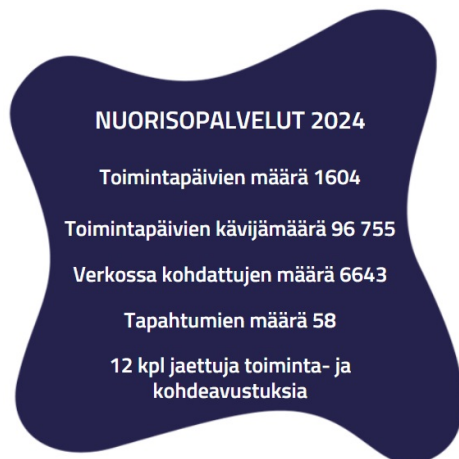 NUORISOPALVELUT 2024
Toimintapäivien määrä 1604
Toimintapäivien kävijämäärä 96 755
Verkossa kohdattujen määrä 6643
Tapahtumien määrä 58
12 kpl jaettuja toiminta- ja
kohdeavustuksia